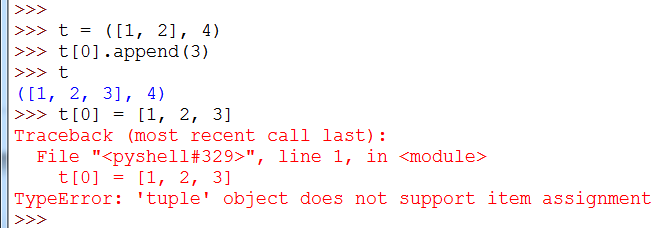 >>>
>>> t = ([1, 2], 4)
>>> t[0].append(3)
>>> t
([1, 2, 3], 4)
>>> t[0] = [1, 2, 3]
Traceback (most recent call last):
  File "<pyshell#329>", line 1, in <module>
    t[0] = [1, 2, 3]
TypeError: 'tuple' object does not support item assignment
>>>